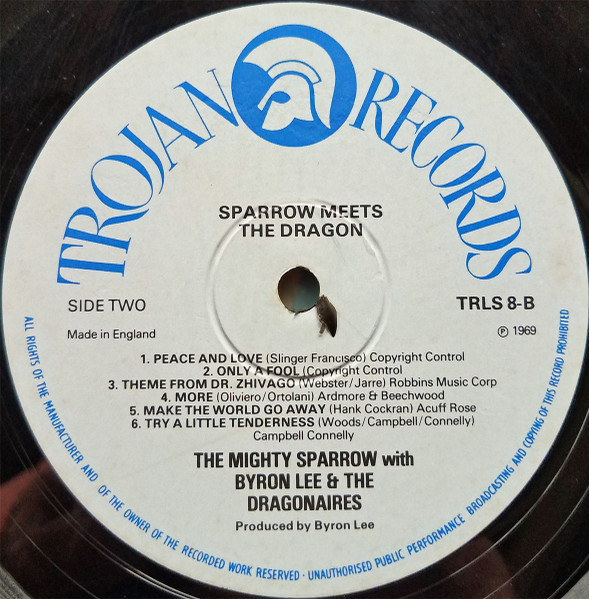 TROJAN RECORDS
SPARROW MEETS
THE DRAGON
SIDE TWO
TRLS 8-B
Made in England
Ⓟ 1969
1. PEACE AND LOVE (Slinger Francisco) Copyright Control
2. ONLY A FOOL (Copyright Control
3. THEME FROM DR. ZHIVAGO (Webster/Jarre) Robbins Music Corp
4. MORE (Oliviero/Ortolani) Ardmore & Beechwood
5. MAKE THE WORLD GO AWAY (Hank Cockran) Acuff Rose
6. TRY A LITTLE TENDERNESS (Woods/Campbell/Connelly)
Campbell Connelly
THE MIGHTY SPARROW with
BYRON LEE & THE
DRAGONAIRES
Produced by Byron Lee
ALL RIGHTS OF THE MANUFACTURER AND OF THE OWNER OF THE RECORDED WORK RESERVED · UNAUTHORISED PUBLIC PERFORMANCE BROADCASTING AND COPYING OF THIS RECORD PROHIBITED